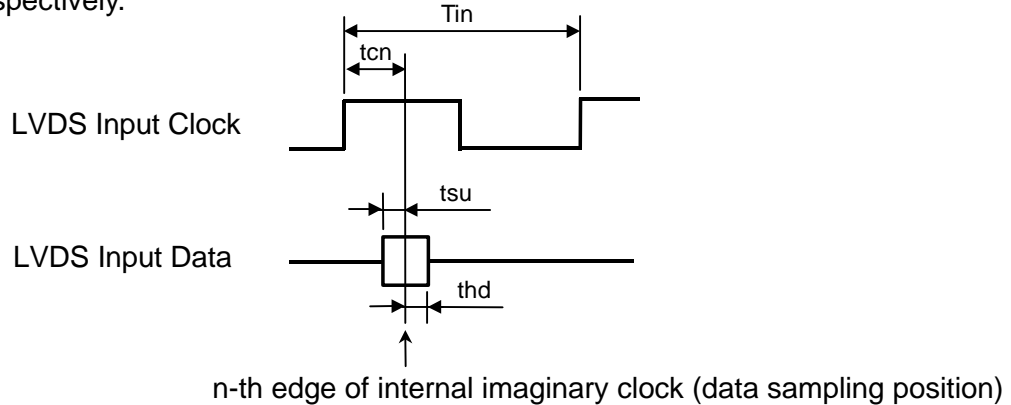 Tin
tcn
LVDS Input Clock
tsu
LVDS Input Data
thd
n-th edge of internal imaginary clock (data sampling position)